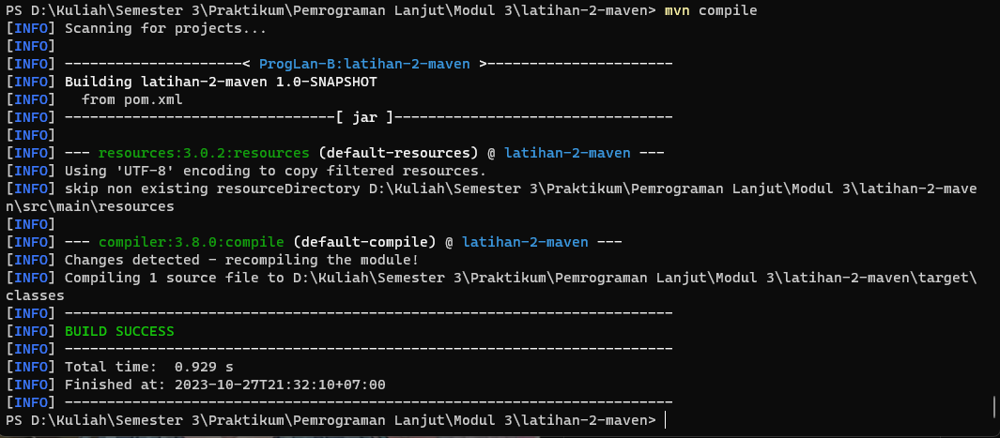 PS D:\Kuliah\Semester 3\Praktikum\Pemrograman Lanjut\Modul 3\latihan-2-maven> mvn compile
[INFO] Scanning for projects...
[INFO]
[INFO] ---------------------< ProgLan-B:latihan-2-maven >----------------------
[INFO] Building latihan-2-maven 1.0-SNAPSHOT
[INFO]   from pom.xml
[INFO] --------------------------------[ jar ]---------------------------------
[INFO]
[INFO] --- resources:3.0.2:resources (default-resources) @ latihan-2-maven ---
[INFO] Using 'UTF-8' encoding to copy filtered resources.
[INFO] skip non existing resourceDirectory D:\Kuliah\Semester 3\Praktikum\Pemrograman Lanjut\Modul 3\latihan-2-mave
n\src\main\resources
[INFO]
[INFO] --- compiler:3.8.0:compile (default-compile) @ latihan-2-maven ---
[INFO] Changes detected - recompiling the module!
[INFO] Compiling 1 source file to D:\Kuliah\Semester 3\Praktikum\Pemrograman Lanjut\Modul 3\latihan-2-maven\target\
classes
[INFO] ------------------------------------------------------------------------
[INFO] BUILD SUCCESS
[INFO] ------------------------------------------------------------------------
[INFO] Total time:  0.929 s
[INFO] Finished at: 2023-10-27T21:32:10+07:00
[INFO] ------------------------------------------------------------------------
PS D:\Kuliah\Semester 3\Praktikum\Pemrograman Lanjut\Modul 3\latihan-2-maven>